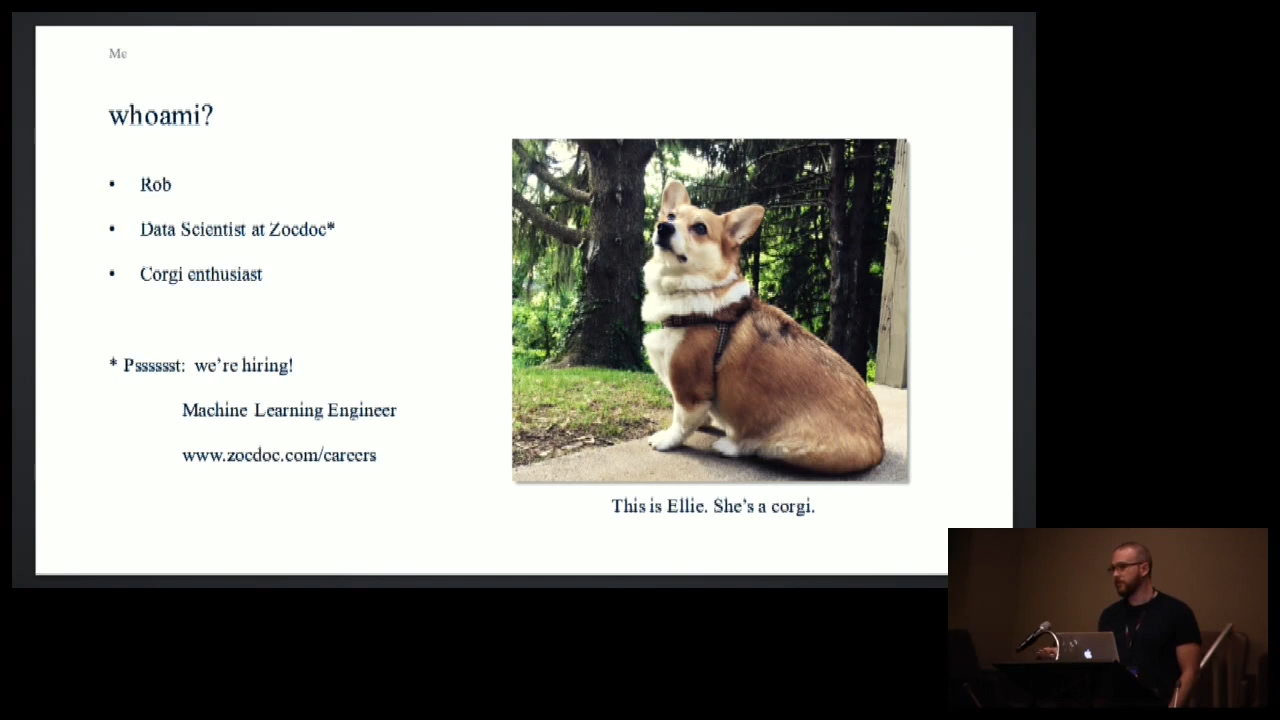 Me
whoami?
• Rob
• Data Scientist at Zocdoc*
• Corgi enthusiast
* Psssssst: we're hiring!
Machine Learning Engineer
www.zocdoc.com/careers
This is Ellie. She's a corgi.